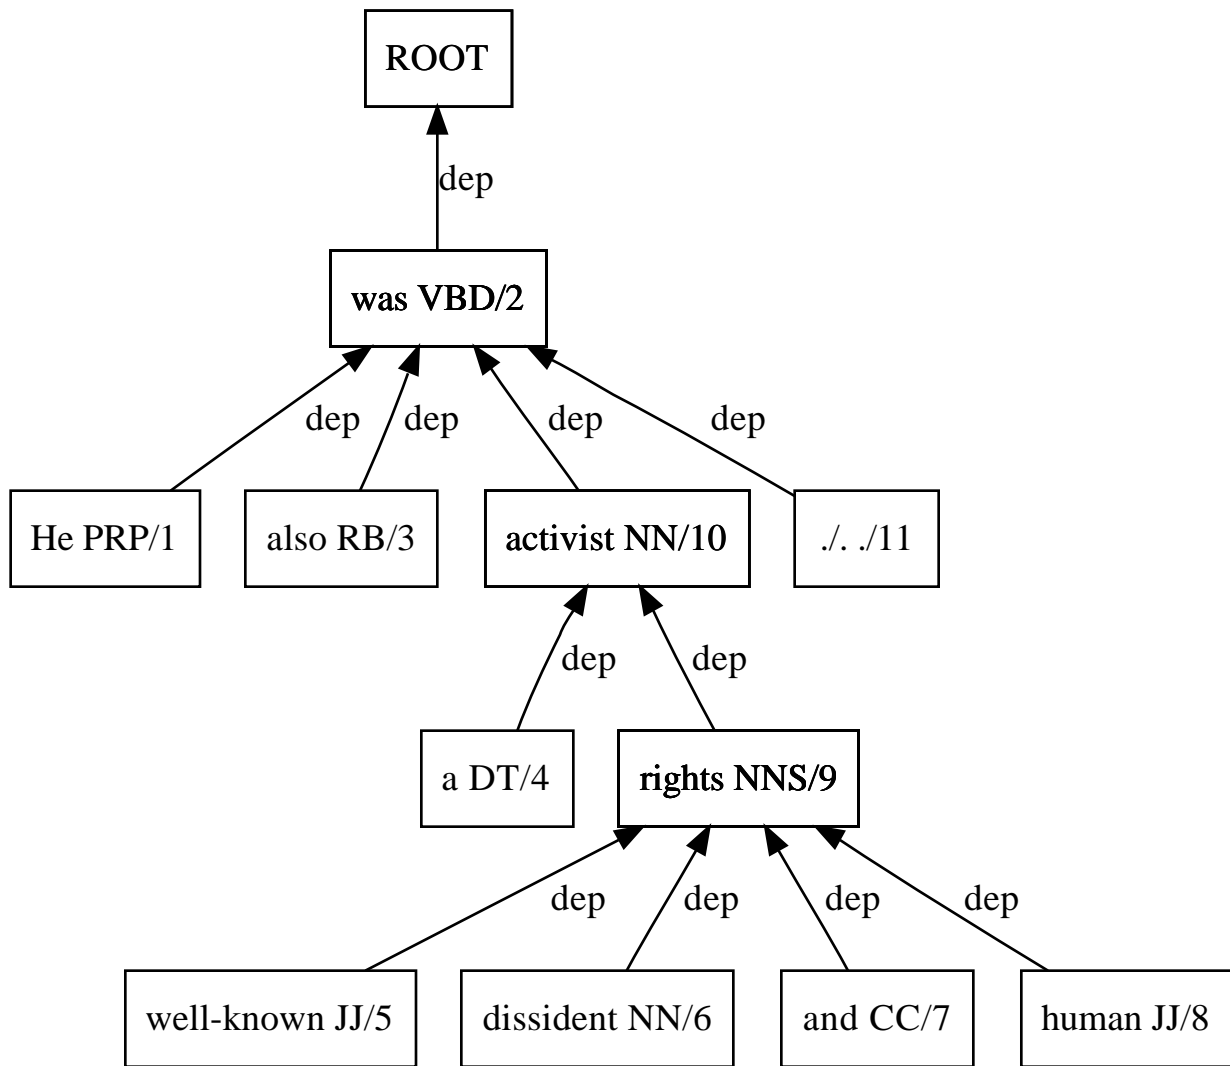 ROOT
dep
was VBD/2
dep dep dep dep
He PRP/1 also RB/3 activist NN/10 ./. ./11
dep dep
a DT/4 rights NNS/9
dep dep dep dep
well-known JJ/5 dissident NN/6 and CC/7 human JJ/8